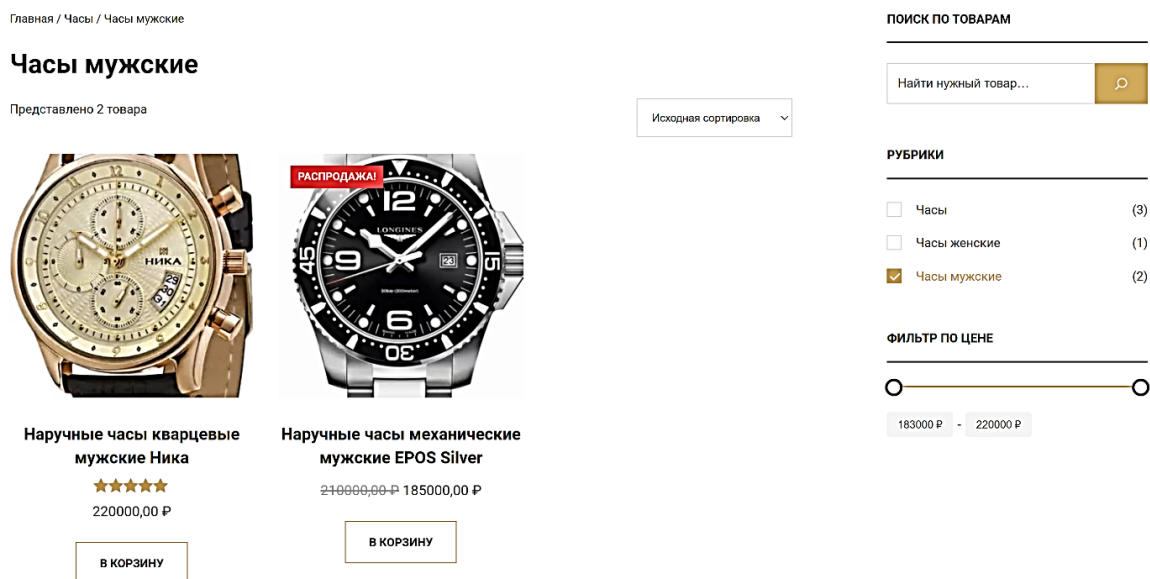 Главная / Часы / Часы мужские
Часы мужские
Представлено 2 товара
Исходная сортировка
РАСПРОДАЖА!
12
НИКА
12
LONGINES
9
45
15
23
6
30
Наручные часы кварцевые
мужские Ника
220000,00 ₽
В КОРЗИНУ
Наручные часы механические
мужские EPOS Silver
210000,00 ₽ 185000,00 ₽
В КОРЗИНУ
ПОИСК ПО ТОВАРАМ
Найти нужный товар...
РУБРИКИ
Часы (3)
Часы женские (1)
Часы мужские (2)
ФИЛЬТР ПО ЦЕНЕ
183000 ₽ - 220000 ₽